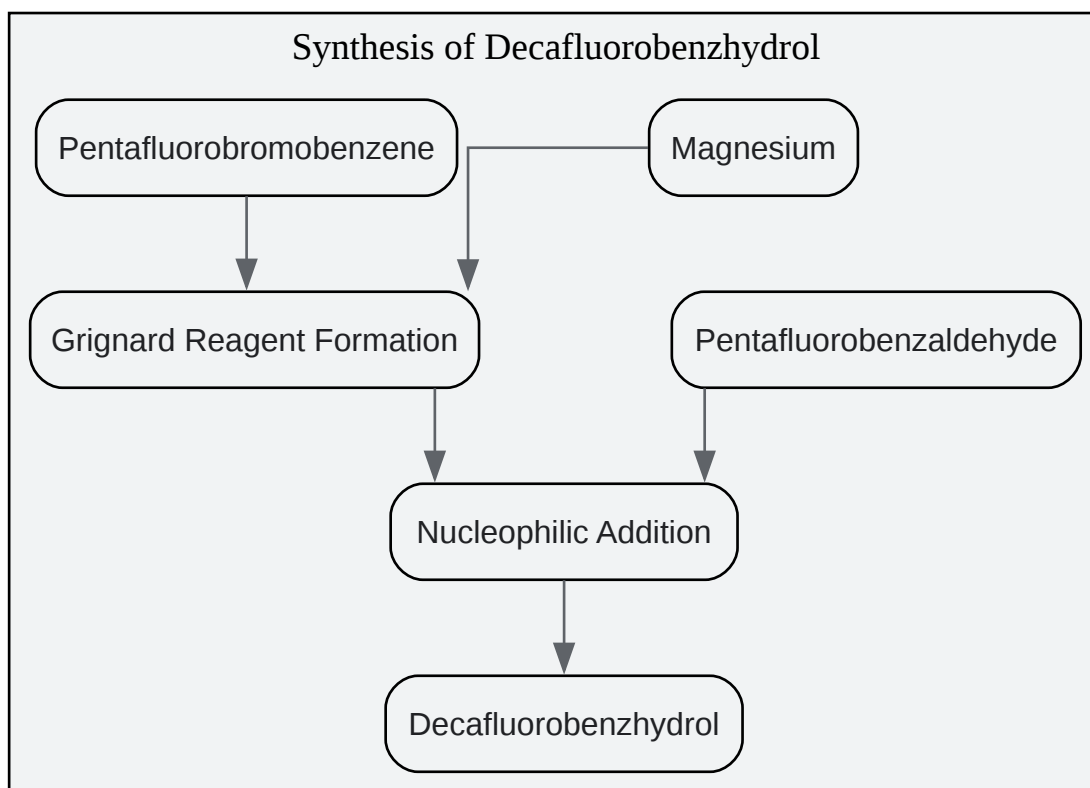 Synthesis of Decafluorobenzhydrol
Pentafluorobromobenzene
Magnesium
Grignard Reagent Formation
Pentafluorobenzaldehyde
Nucleophilic Addition
Decafluorobenzhydrol